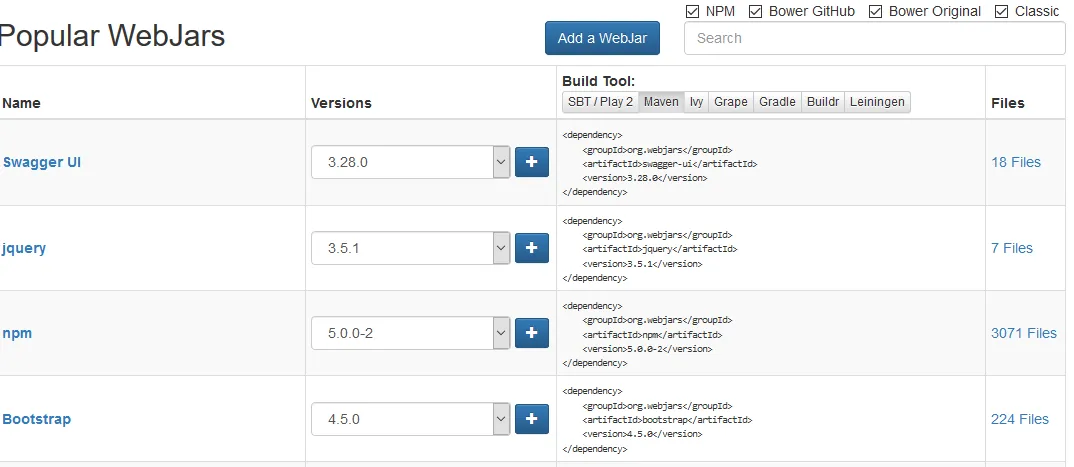 NPM Bower GitHub Bower Original Classic
Popular WebJars
Add a WebJar
Search
Name
Versions
Build Tool:
SBT / Play 2 Maven Ivy Grape Gradle Buildr Leiningen
Files
Swagger UI
3.28.0
<dependency>
    <groupId>org.webjars</groupId>
    <artifactId>swagger-ui</artifactId>
    <version>3.28.0</version>
</dependency>
18 Files
jquery
3.5.1
<dependency>
    <groupId>org.webjars</groupId>
    <artifactId>jquery</artifactId>
    <version>3.5.1</version>
</dependency>
7 Files
npm
5.0.0-2
<dependency>
    <groupId>org.webjars</groupId>
    <artifactId>npm</artifactId>
    <version>5.0.0-2</version>
</dependency>
3071 Files
Bootstrap
4.5.0
<dependency>
    <groupId>org.webjars</groupId>
    <artifactId>bootstrap</artifactId>
    <version>4.5.0</version>
</dependency>
224 Files